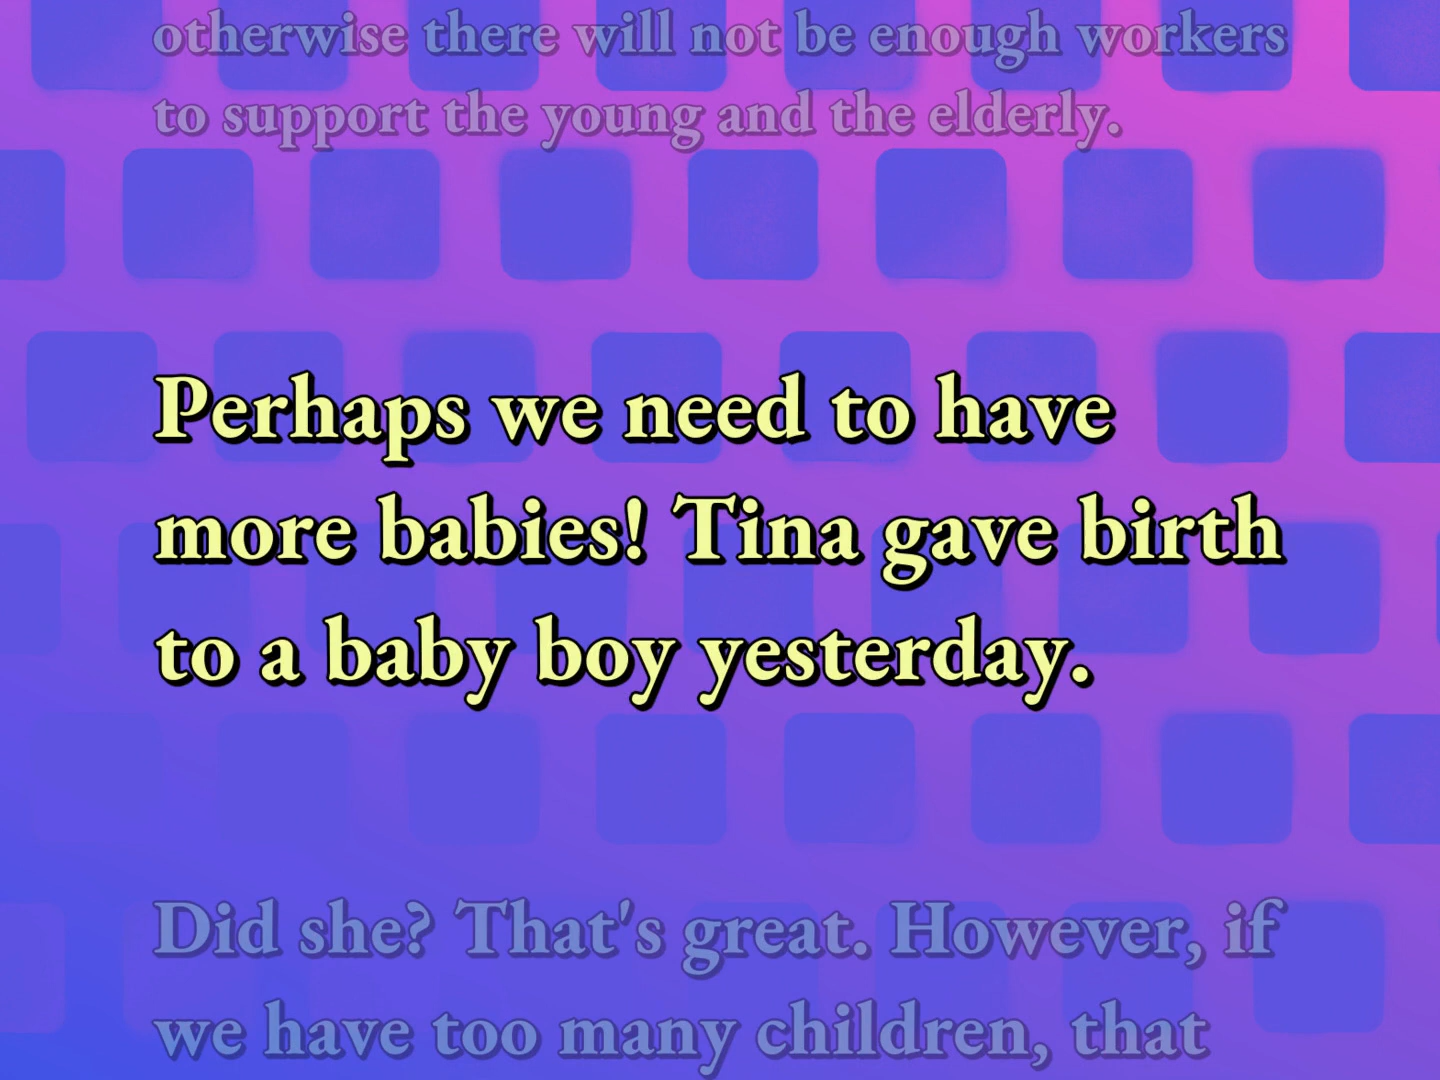 otherwise there will not be enough workers
to support the young and the elderly.
Perhaps we need to have
more babies! Tina gave birth
to a baby boy yesterday.
Did she? That's great. However, if
we have too many children, that